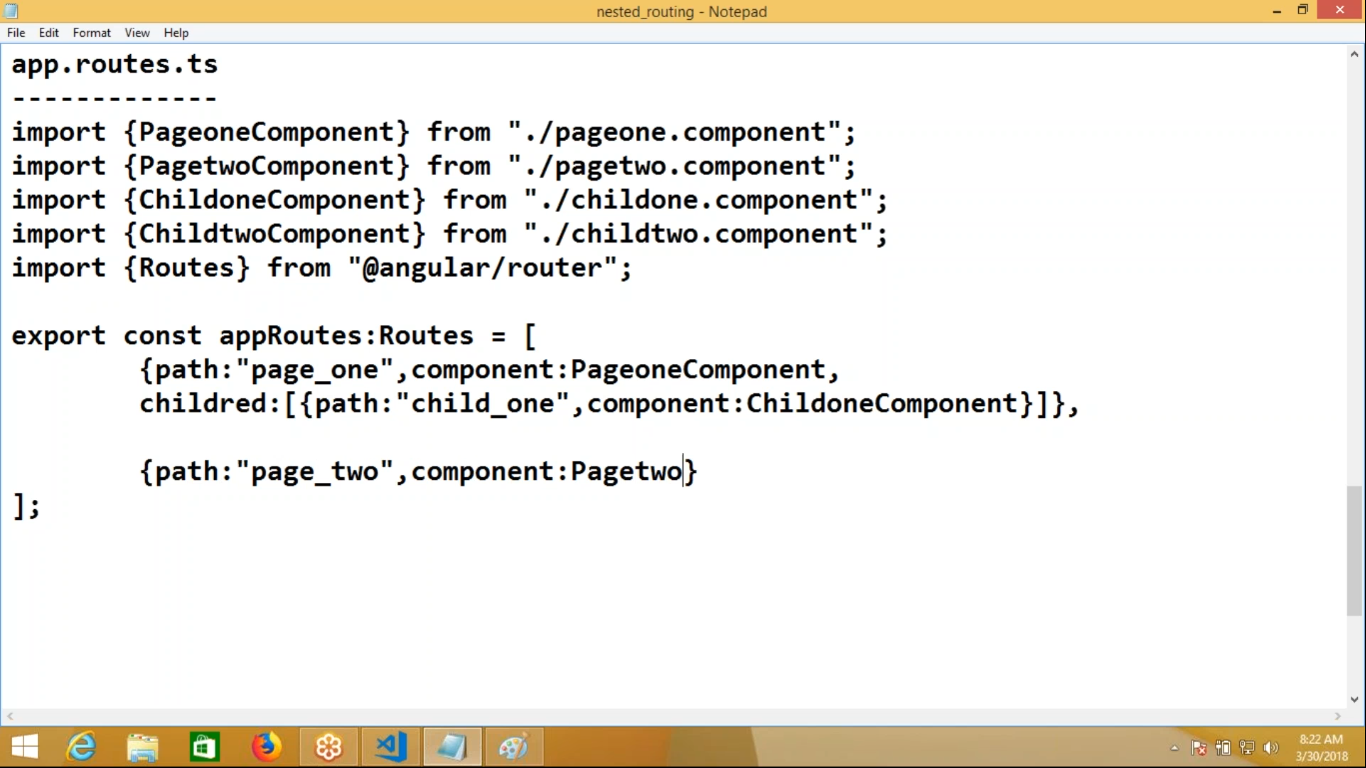 nested_routing - Notepad
File Edit Format View Help
app.routes.ts
-------------
import {PageoneComponent} from "./pageone.component";
import {PagetwoComponent} from "./pagetwo.component";
import {ChildoneComponent} from "./childone.component";
import {ChildtwoComponent} from "./childtwo.component";
import {Routes} from "@angular/router";
export const appRoutes:Routes = [
{path:"page_one",component:PageoneComponent,
childred:[{path:"child_one",component:ChildoneComponent}]},
{path:"page_two",component:Pagetwo}
];
8:22 AM
3/30/2018